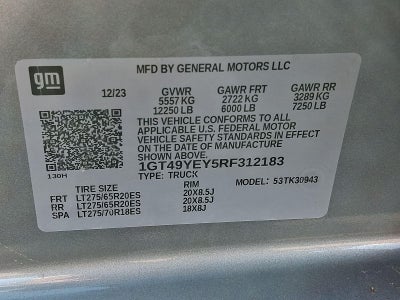 gm
MFD BY GENERAL MOTORS LLC
12/23 GVWR GAWR FRT GAWR RR
5557 KG 2722 KG 3289 KG
12250 LB 6000 LB 7250 LB
THIS VEHICLE CONFORMS TO ALL
APPLICABLE U.S. FEDERAL MOTOR
VEHICLE SAFETY STANDARDS IN
EFFECT ON THE DATE OF MANUFACTURE
SHOWN ABOVE.
1GT49YEY5RF312183
130H TYPE: TRUCK
MODEL: 53TK30943
TIRE SIZE RIM
FRT LT275/65R20ES 20X8.5J
RR LT275/65R20ES 20X8.5J
SPA LT275/70R18ES 18X8J